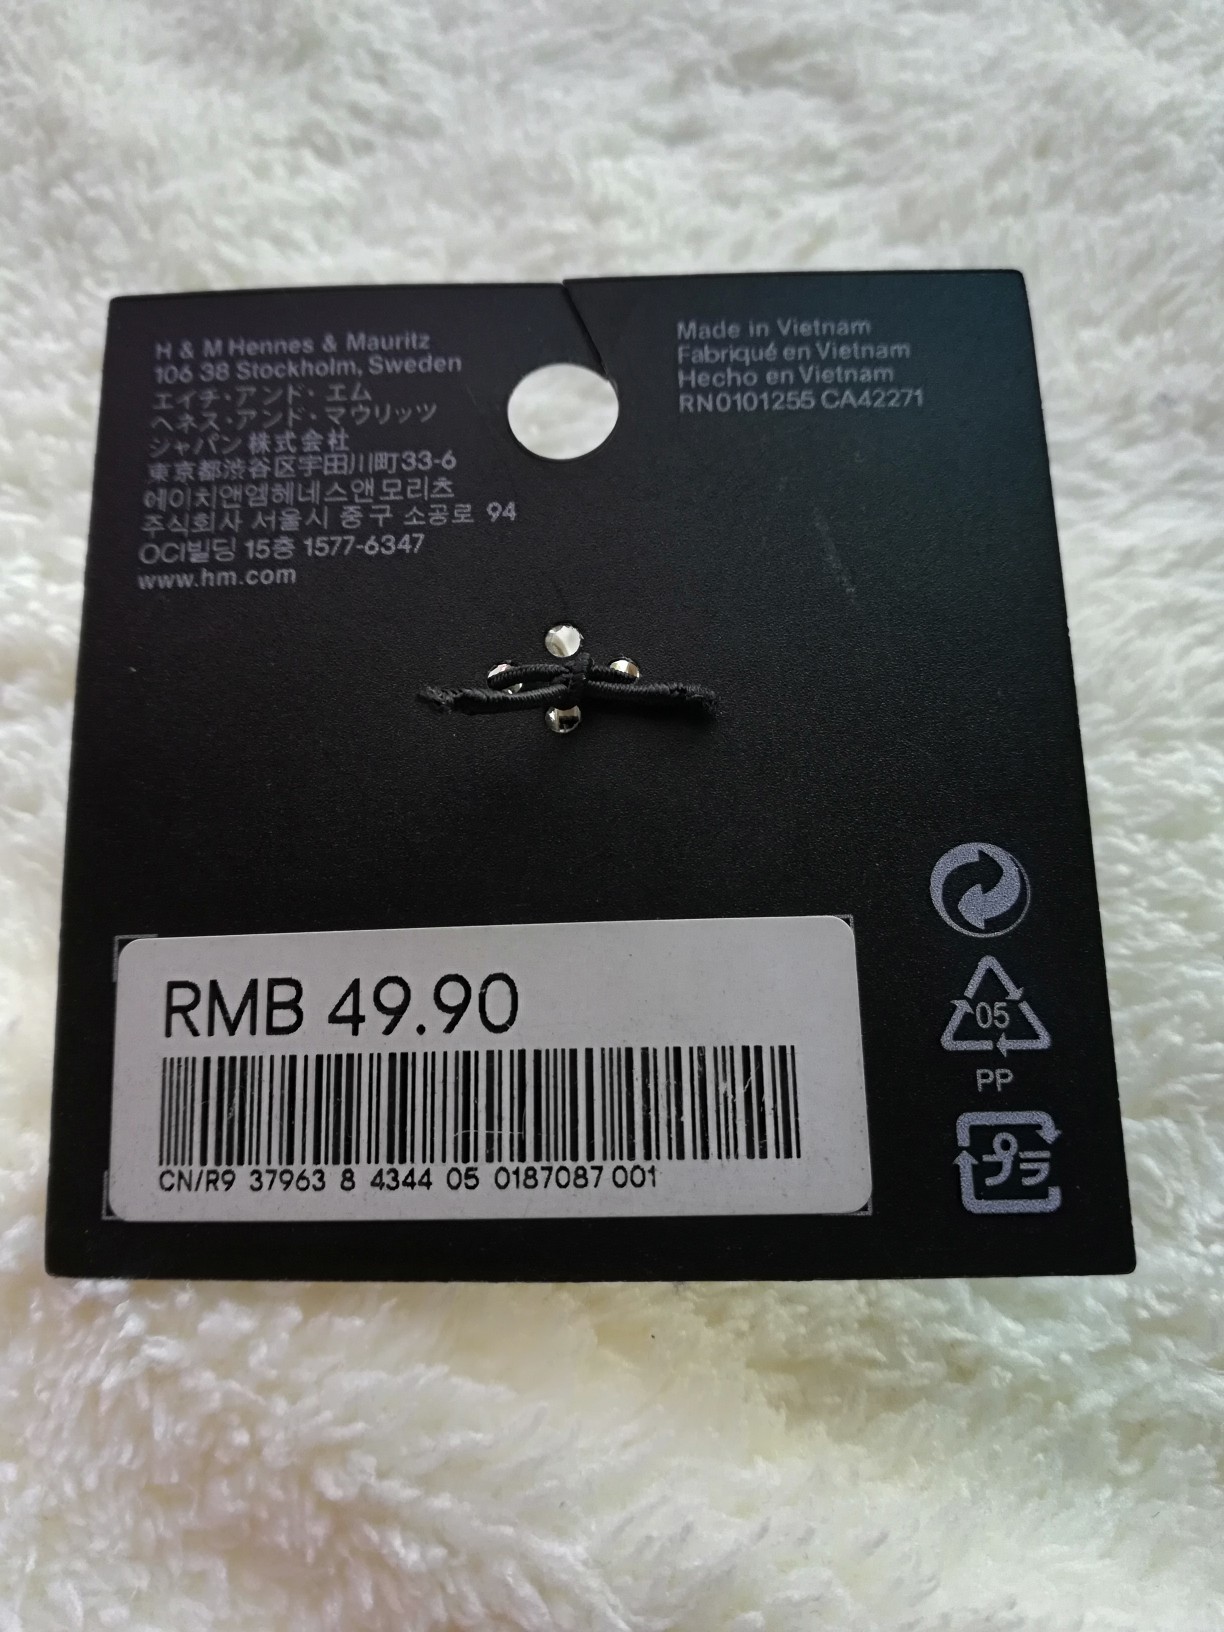 H & M Hennes & Mauritz
106 38 Stockholm, Sweden
エイチ・アンド・エム
ヘネス・アンド・マウリッツ
ジャパン株式会社
東京都渋谷区宇田川町33-6
에이치앤엠헤네스앤모리츠
주식회사 서울시 중구 소공로 94
OCI빌딩 15층 1577-6347
www.hm.com
Made in Vietnam
Fabriqué en Vietnam
Hecho en Vietnam
RN0101255 CA42271
RMB 49.90
CN/R9 37963 8 4344 05 0187087 001
05
PP
プラ